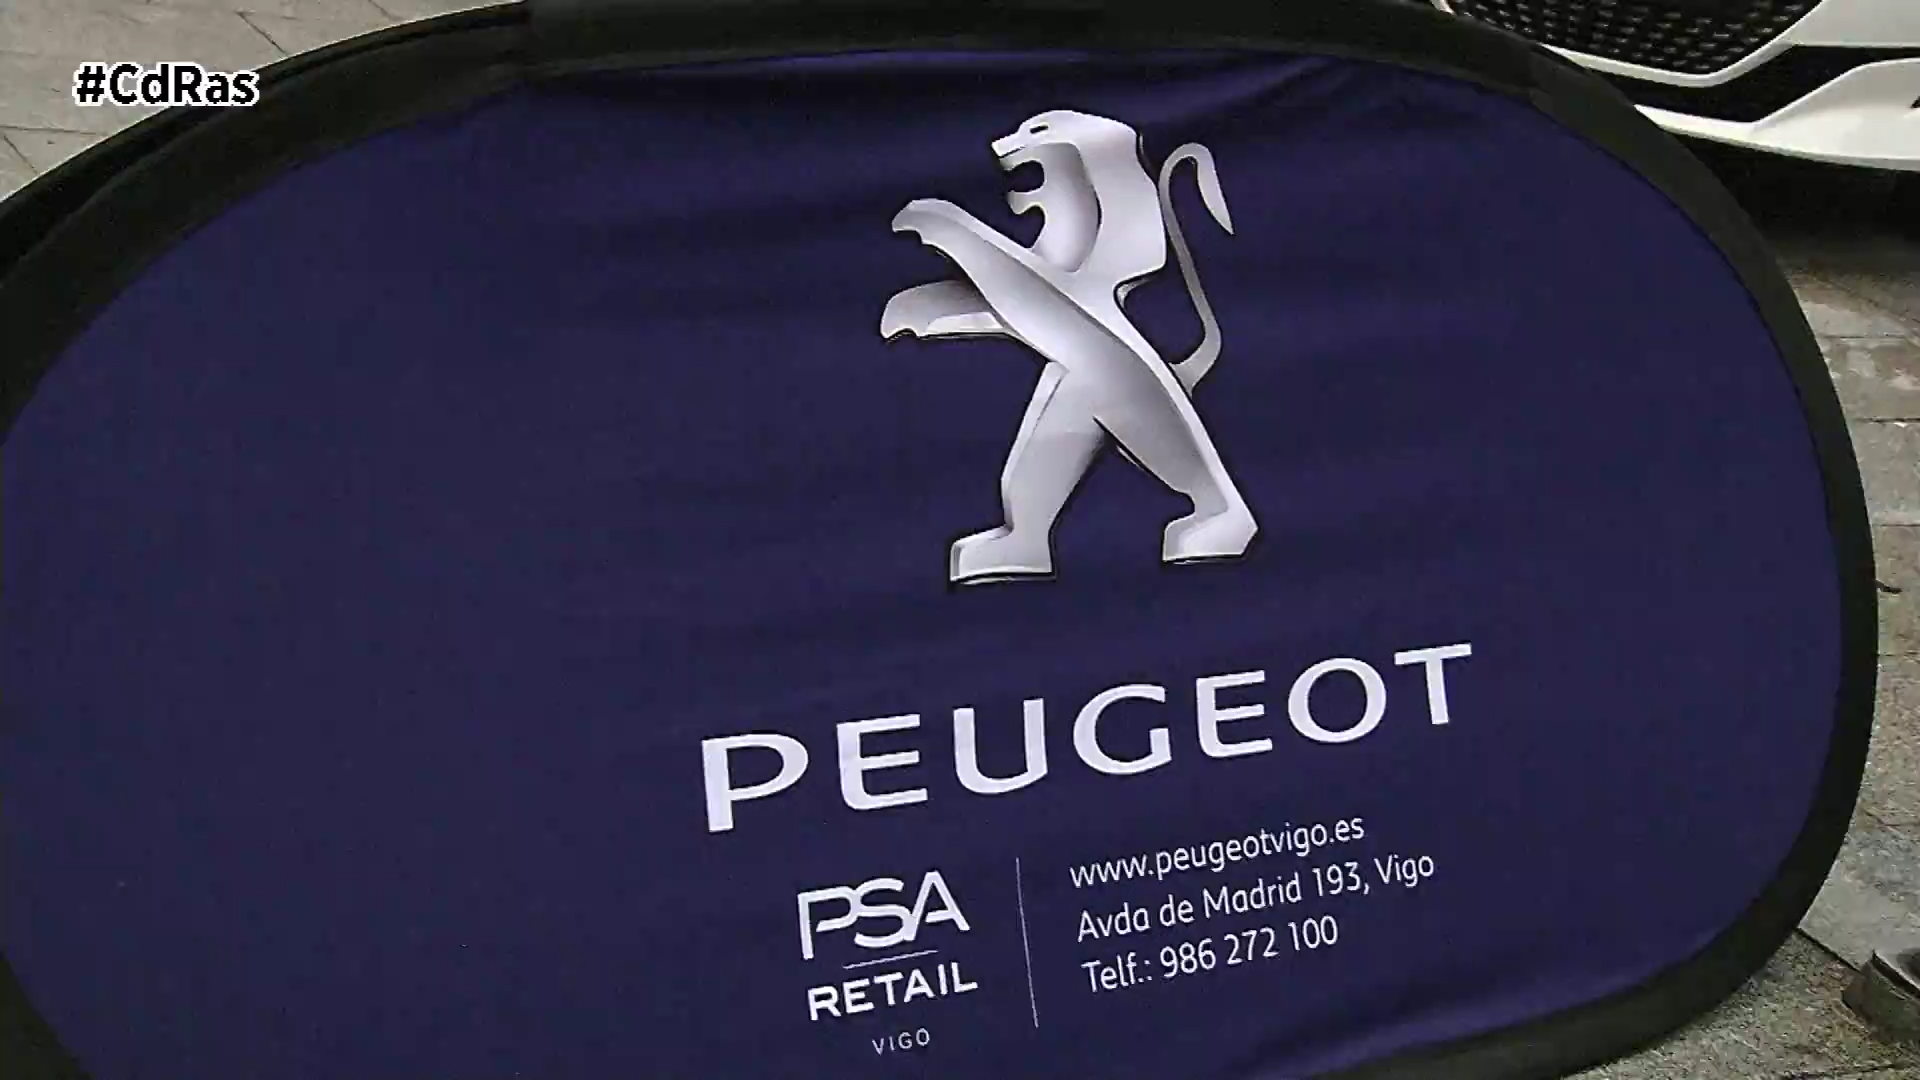 #CdRas
PEUGEOT
PSA
RETAIL
VIGO
www.peugeotvigo.es
Avda de Madrid 193, Vigo
Telf.: 986 272 100